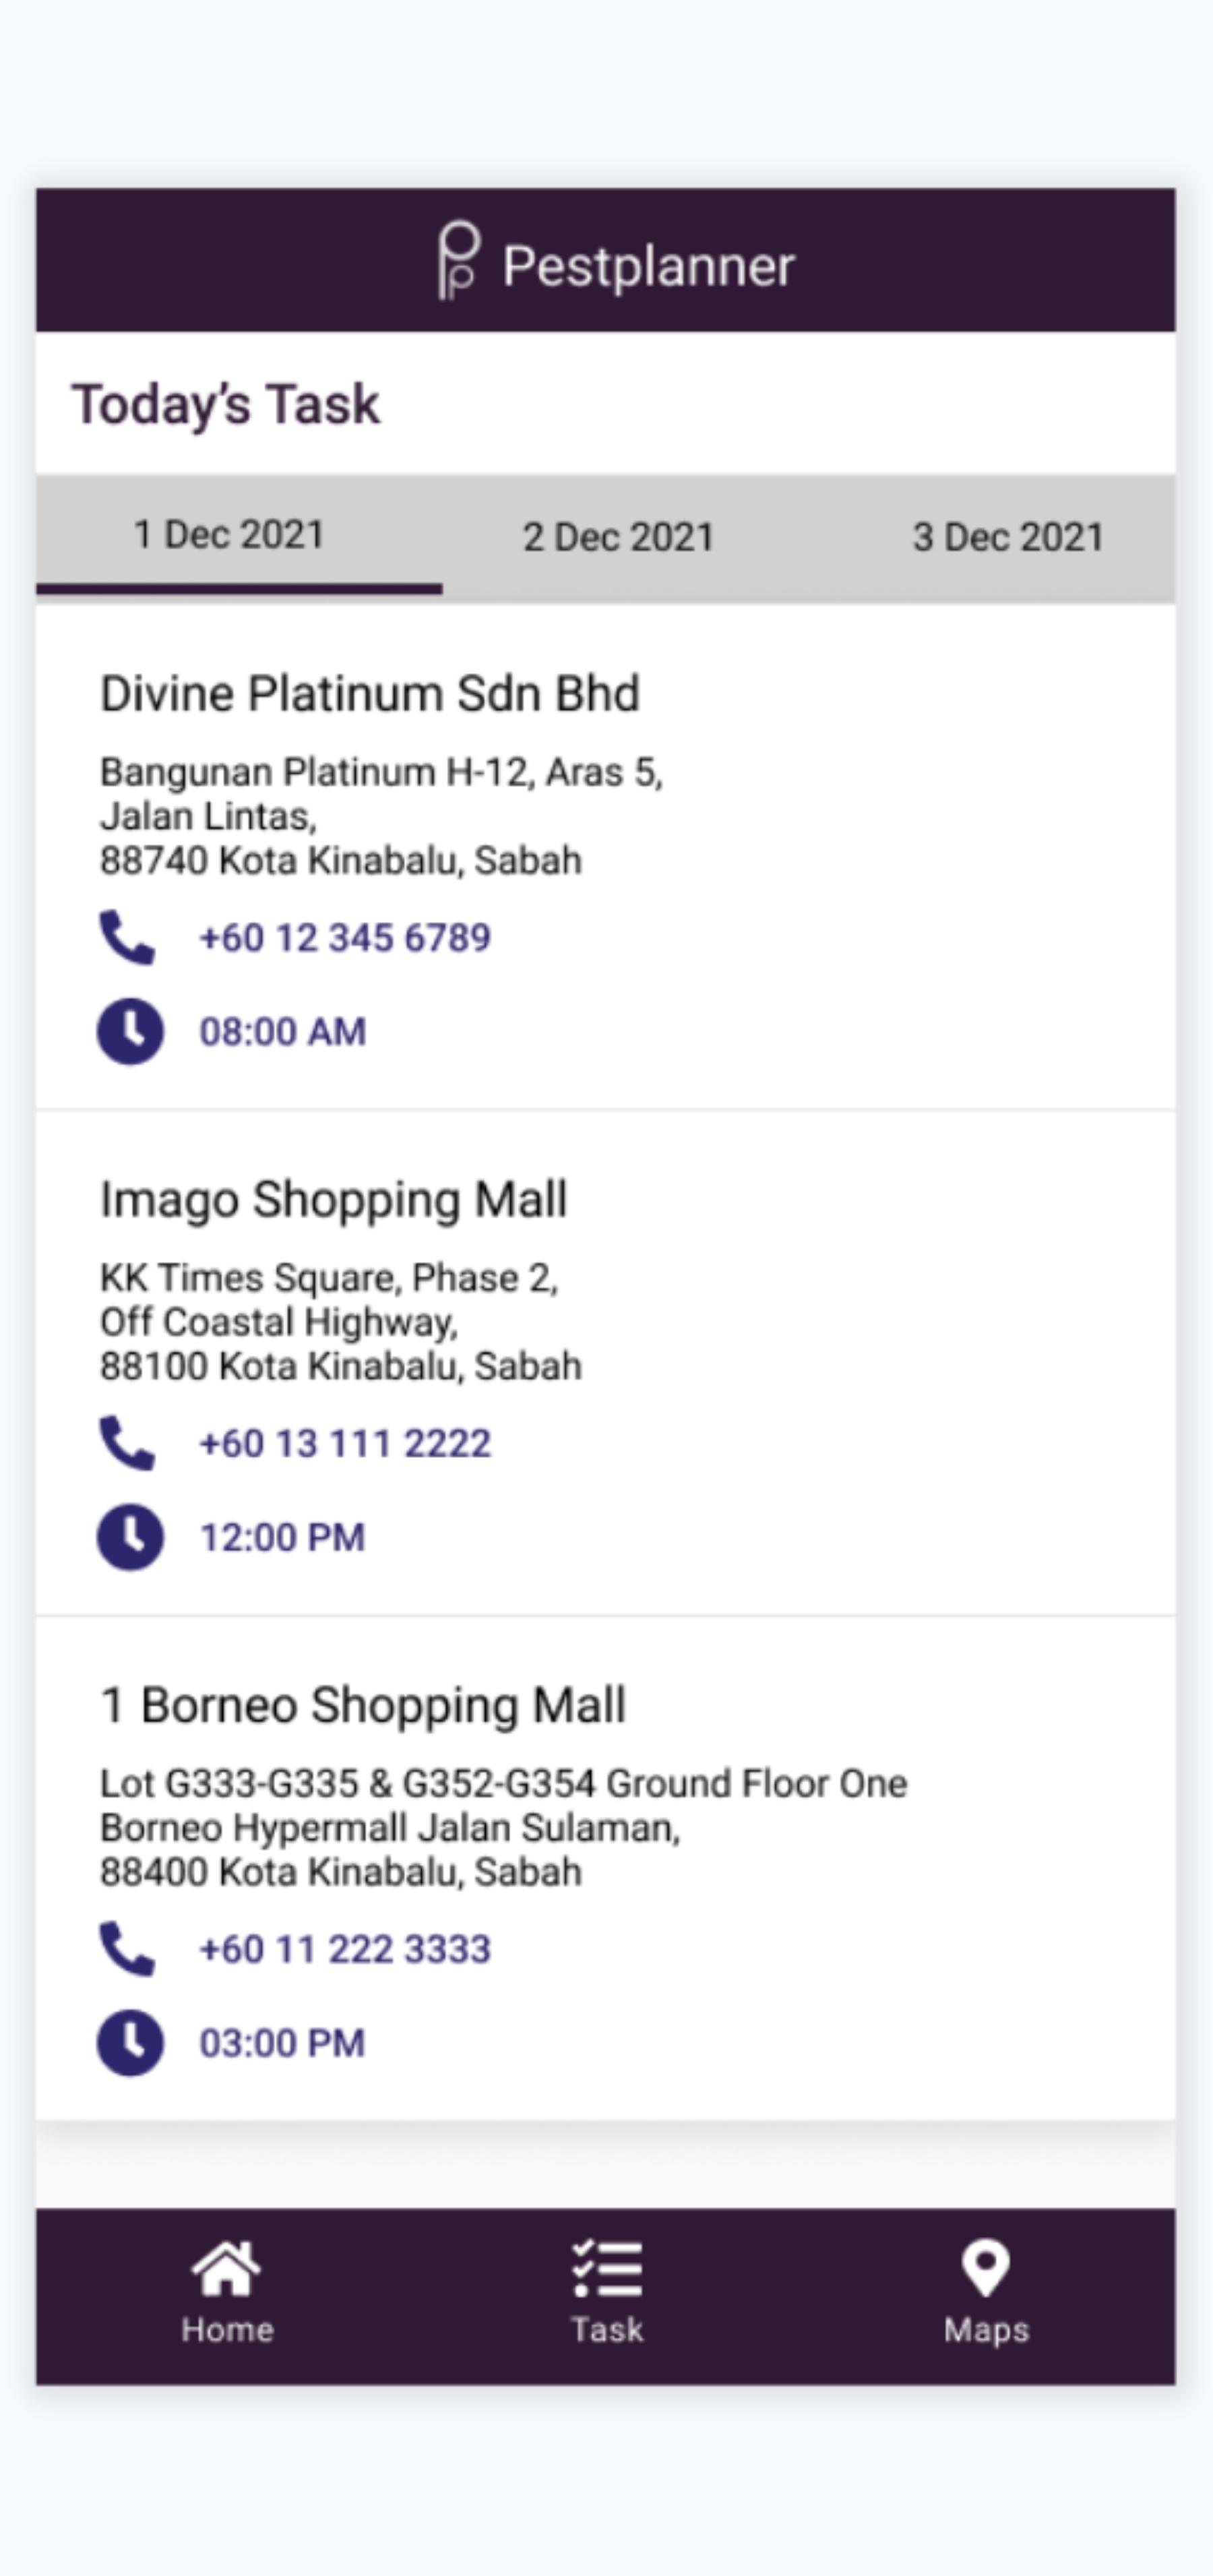 Pestplanner
Today’s Task
1 Dec 2021 2 Dec 2021 3 Dec 2021
Divine Platinum Sdn Bhd
Bangunan Platinum H-12, Aras 5,
Jalan Lintas,
88740 Kota Kinabalu, Sabah
+60 12 345 6789
08:00 AM
Imago Shopping Mall
KK Times Square, Phase 2,
Off Coastal Highway,
88100 Kota Kinabalu, Sabah
+60 13 111 2222
12:00 PM
1 Borneo Shopping Mall
Lot G333-G335 & G352-G354 Ground Floor One
Borneo Hypermall Jalan Sulaman,
88400 Kota Kinabalu, Sabah
+60 11 222 3333
03:00 PM
Home Task Maps